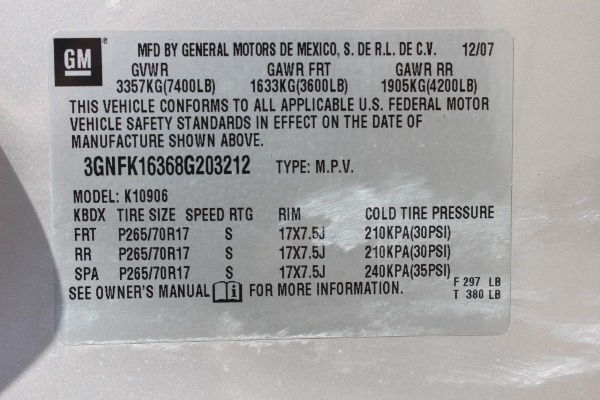 GM
MFD BY GENERAL MOTORS DE MEXICO, S. DE R.L. DE C.V. 12/07
GVWR GAWR FRT GAWR RR
3357KG(7400LB) 1633KG(3600LB) 1905KG(4200LB)
THIS VEHICLE CONFORMS TO ALL APPLICABLE U.S. FEDERAL MOTOR
VEHICLE SAFETY STANDARDS IN EFFECT ON THE DATE OF
MANUFACTURE SHOWN ABOVE.
3GNFK16368G203212 TYPE: M.P.V.
MODEL: K10906
KBDX TIRE SIZE SPEED RTG RIM COLD TIRE PRESSURE
FRT P265/70R17 S 17X7.5J 210KPA(30PSI)
RR P265/70R17 S 17X7.5J 210KPA(30PSI)
SPA P265/70R17 S 17X7.5J 240KPA(35PSI)
SEE OWNER'S MANUAL i FOR MORE INFORMATION.
F 297 LB
T 380 LB